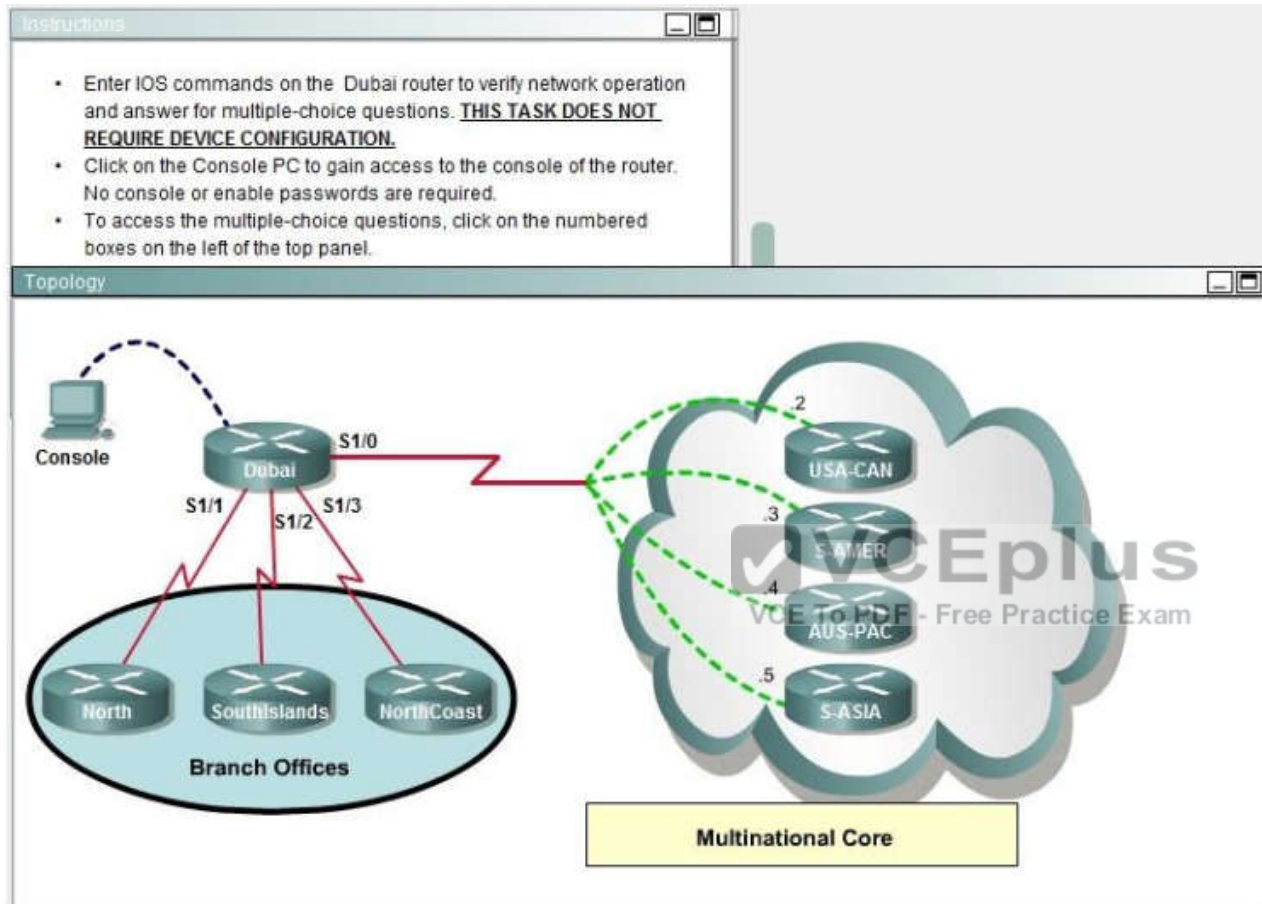 Instructions
• Enter IOS commands on the Dubai router to verify network operation
and answer for multiple-choice questions. THIS TASK DOES NOT
REQUIRE DEVICE CONFIGURATION.
• Click on the Console PC to gain access to the console of the router.
No console or enable passwords are required.
• To access the multiple-choice questions, click on the numbered
boxes on the left of the top panel.
Topology
Console
Dubai
S1/0
S1/1
S1/2
S1/3
North
SouthIslands
NorthCoast
Branch Offices
.2
USA-CAN
.3
S-AMER
.4
AUS-PAC
.5
S-ASIA
VCEplus
VCE To PDF - Free Practice Exam
Multinational Core